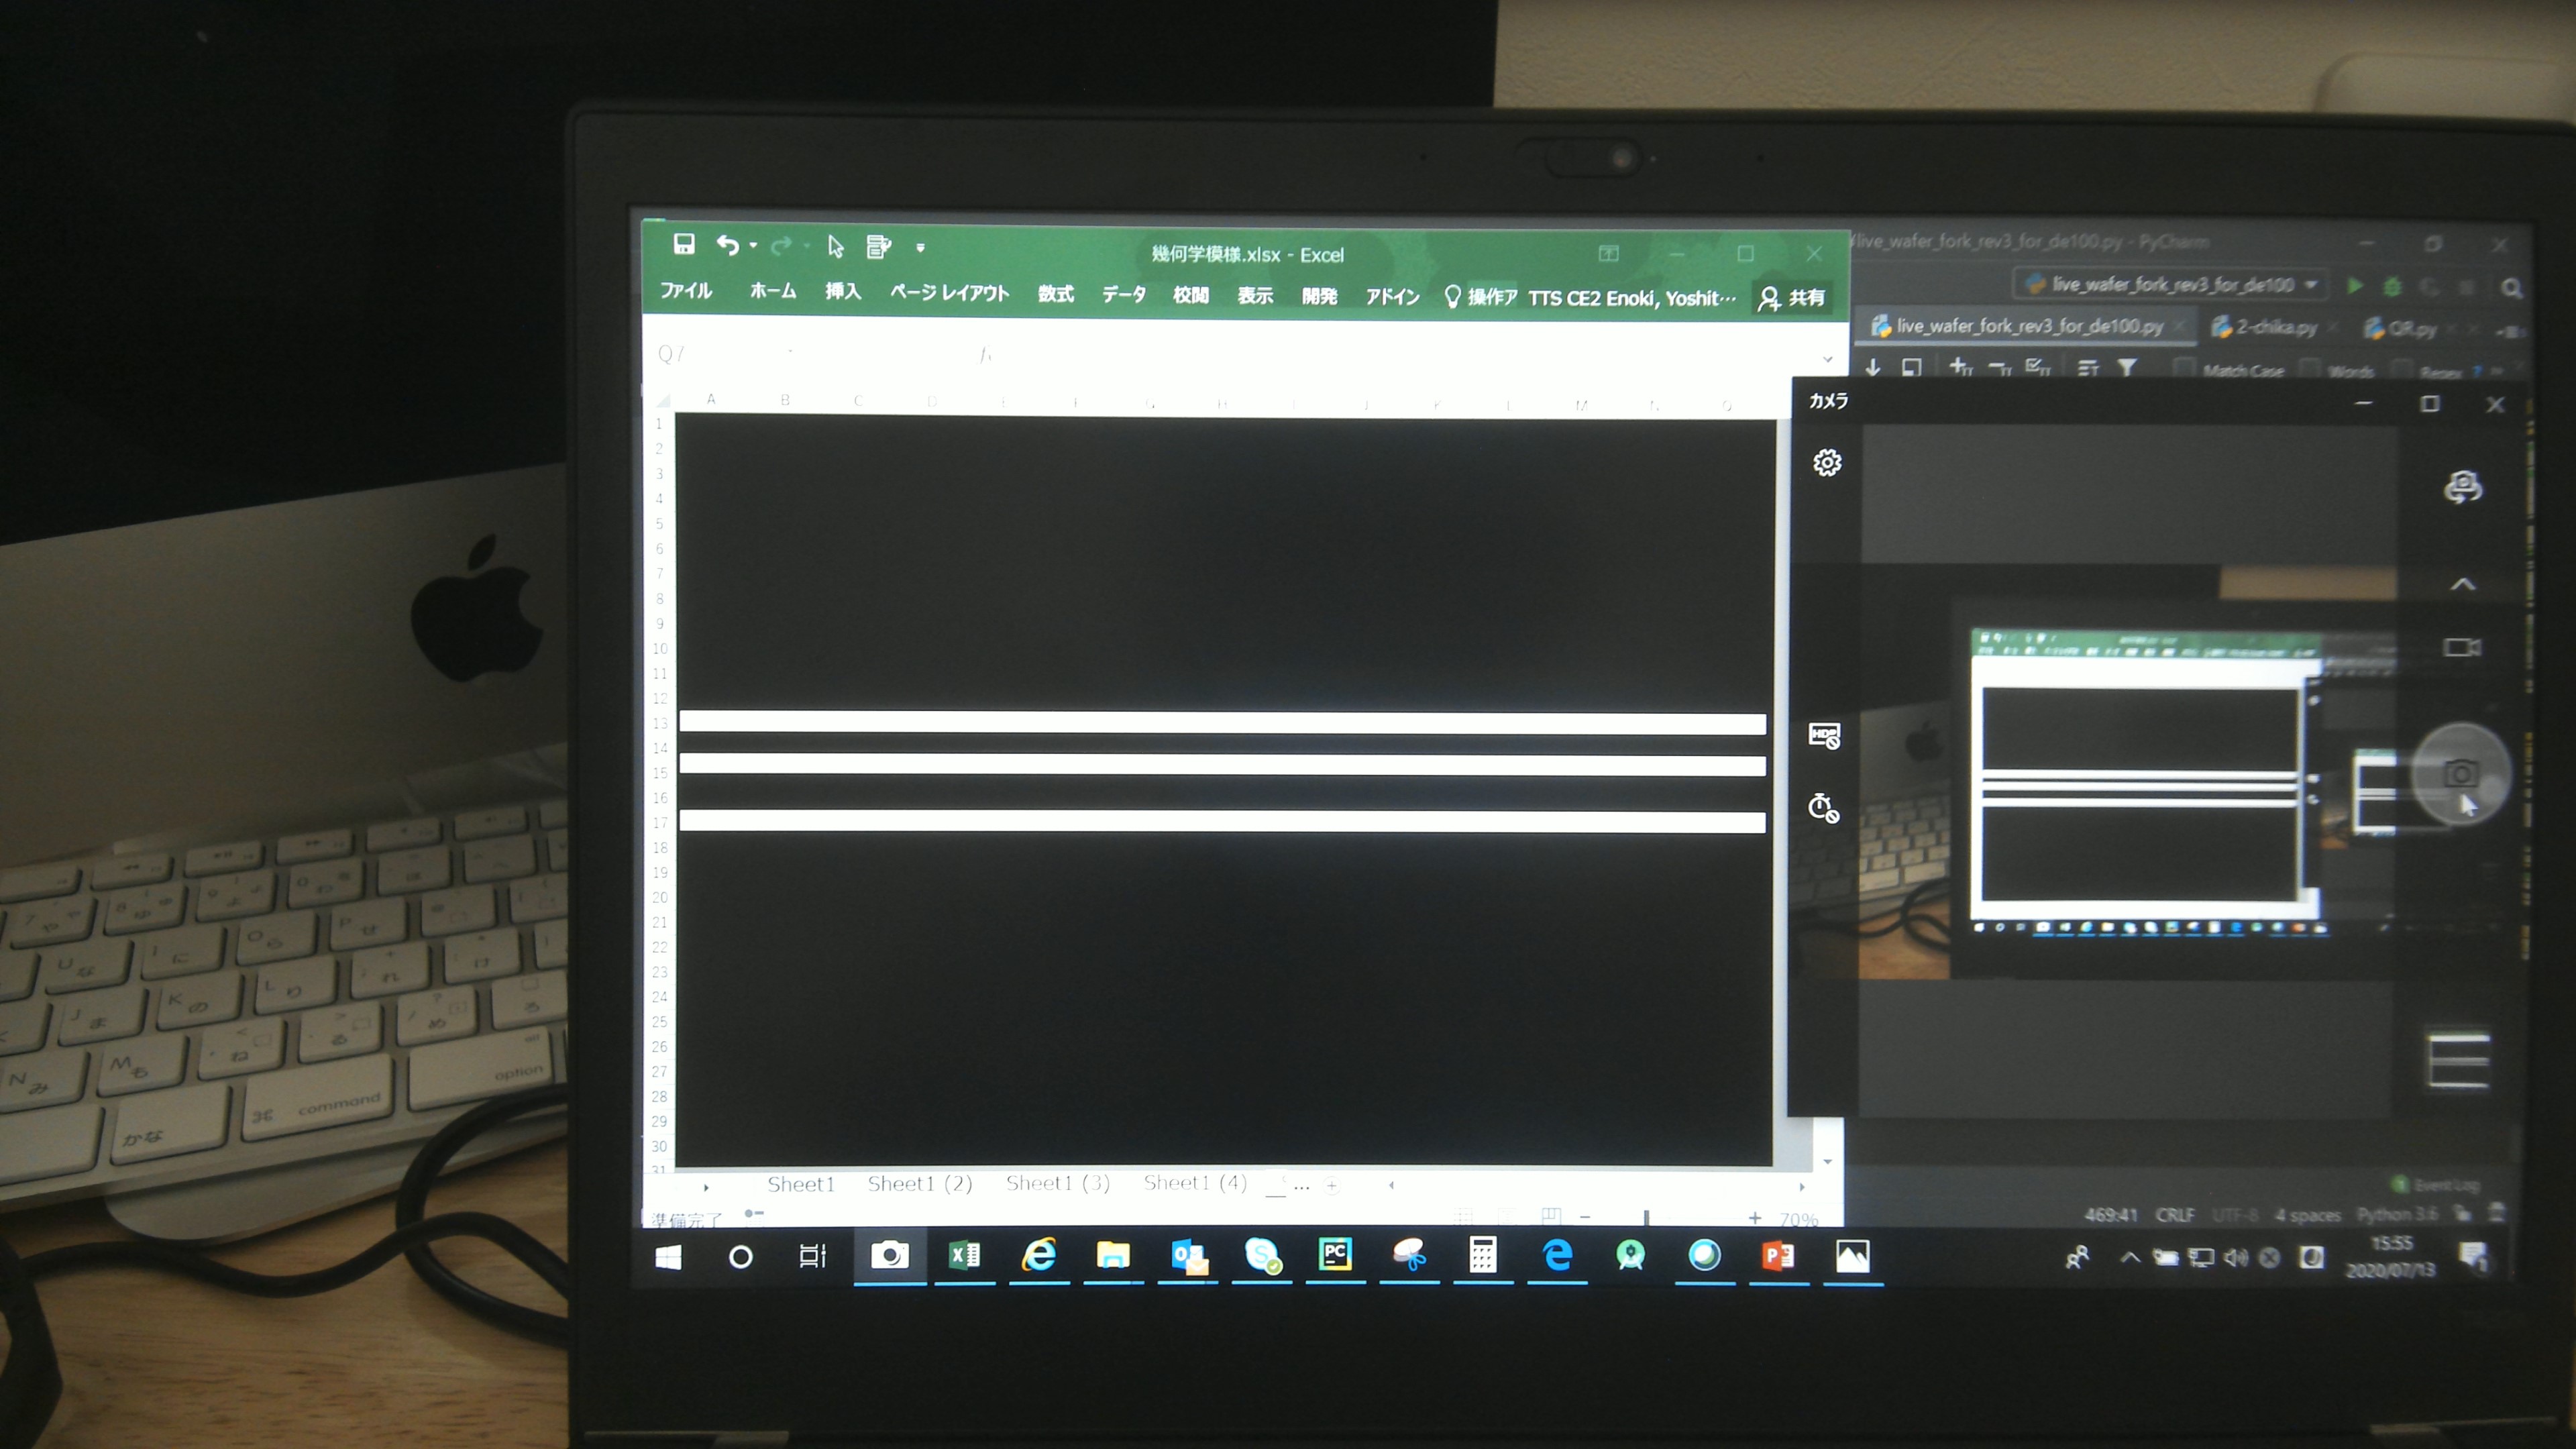 幾何学模様.xlsx - Excel
ファイル ホーム 挿入 ページ レイアウト 数式 データ 校閲 表示 開発 アドイン 操作ア TTS CE2 Enoki, Yoshit… 共有
Q7
A B C D E F G H I J K L M N O
1
2
3
4
5
6
7
8
9
10
11
12
13
14
15
16
17
18
19
20
21
22
23
24
25
26
27
28
29
30
31
Sheet1 Sheet1 (2) Sheet1 (3) Sheet1 (4) ...
準備完了
70%
live_wafer_fork_rev3_for_de100.py - PyCharm
live_wafer_fork_rev3_for_de100
live_wafer_fork_rev3_for_de100.py 2-chika.py QR.py
Match Case Words Regex ?
カメラ
HDR
Event Log
469:41 CRLF UTF-8 4 spaces Python 3.6
15:55
2020/07/13
PC
command
option
かな